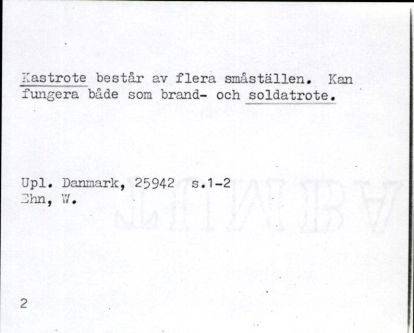 Kastrote består av flera småställen. Kan
fungera både som brand- och soldatrote.
Upl. Danmark, 25942 s.1-2
Ehn, W.
2